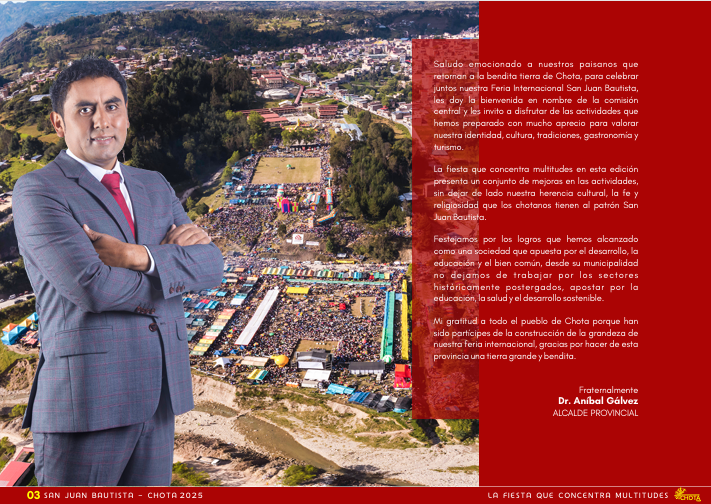 Saludo emocionado a nuestros paisanos que
retornan a la bendita tierra de Chota, para celebrar
júntos nuestra Feria Internacional San Juan Bautista,
les doy la bienvenida en nombre de la comisión
central y les invito a disfrutar de las actividades que
hemos preparado con mucho aprecio para valorar
nuestra identidad, cultura, tradiciones, gastronomía y
turismo.
La fiesta que concentra multitudes en esta edición
presenta un conjunto de mejoras en las actividades,
sin dejar de lado nuestra herencia cultural, la fe y
religiosidad que los chotanos tienen al patrón San
Juan Bautista.
Festejamos por los logros que hemos alcanzado
como una sociedad que apuesta por el desarrollo, la
educación y el bien común, desde su municipalidad
no dejamos de trabajar por los sectores
históricamente postergados, apostar por la
educación, la salud y el desarrollo sostenible.
Mi gratitud a todo el pueblo de Chota porque han
sido partícipes de la construcción de la grandeza de
nuestra feria internacional, gracias por hacer de esta
provincia una tierra grande y bendita.
Fraternalmente
Dr. Aníbal Gálvez
ALCALDE PROVINCIAL
03 SAN JUAN BAUTISTA - CHOTA 2025
LA FIESTA QUE CONCENTRA MULTITUDES
CHOTA